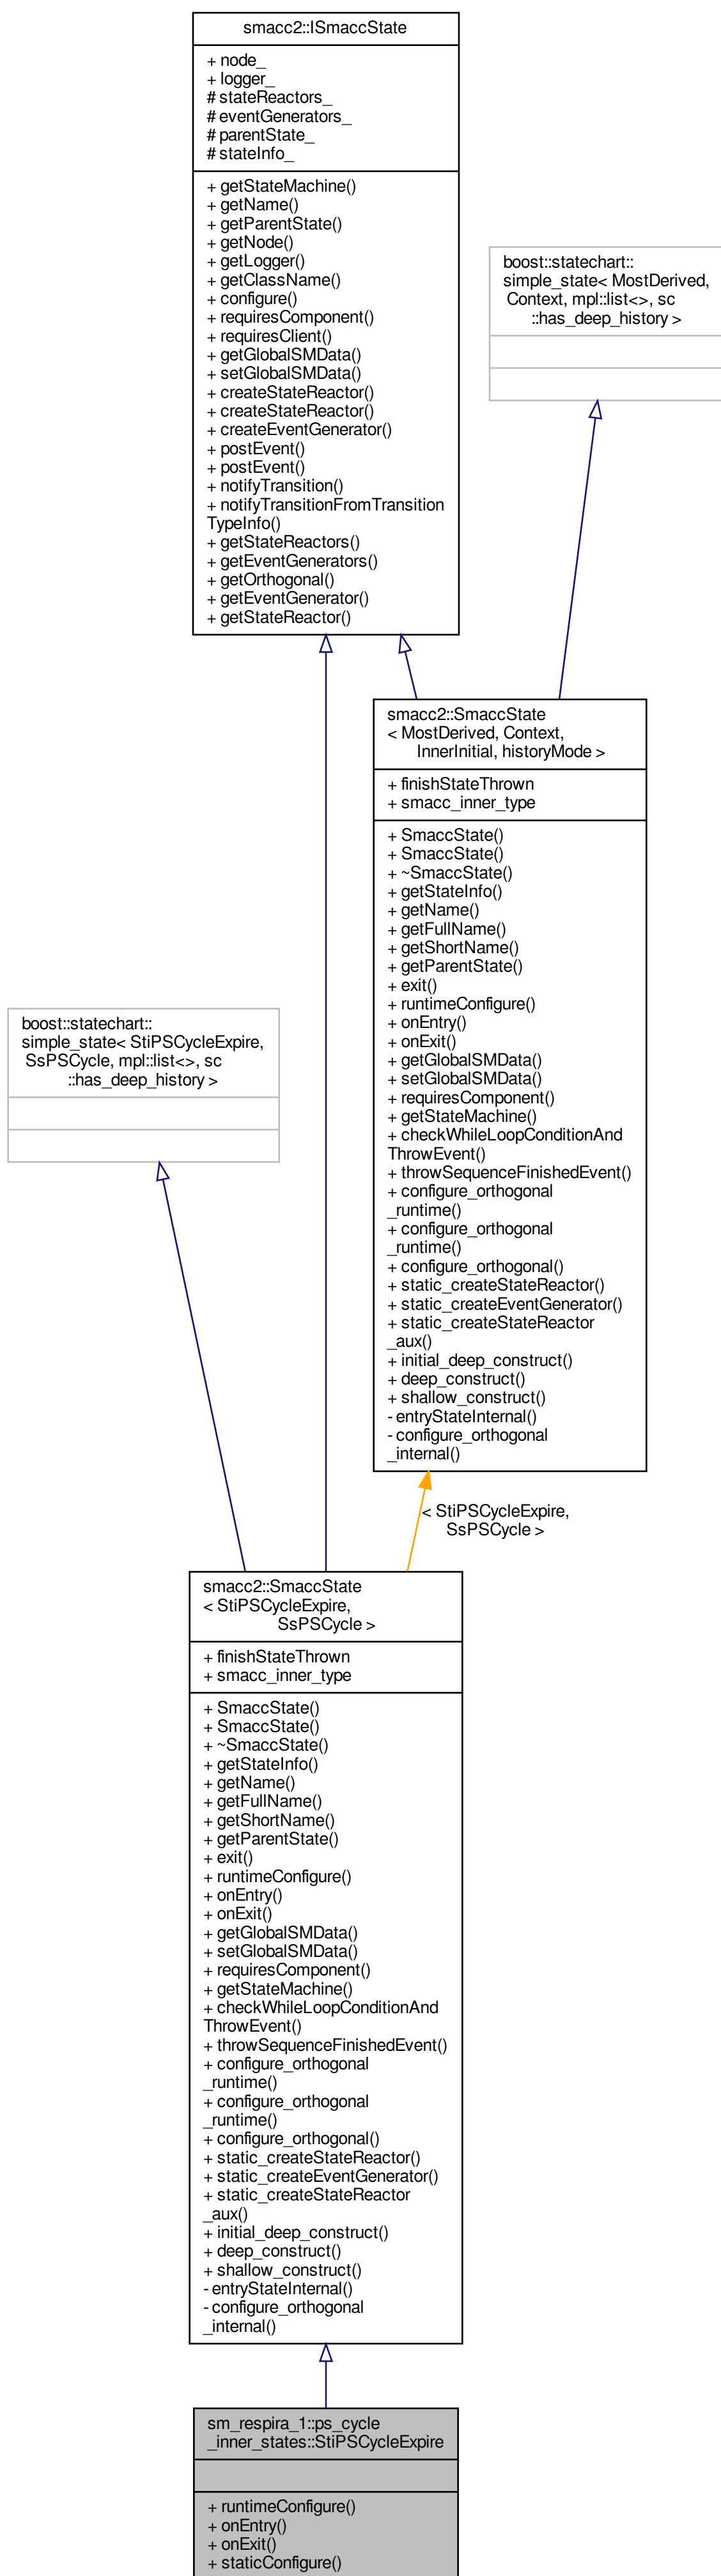 smacc2::ISmaccState
+ node_
+ logger_
# stateReactors_
# eventGenerators_
# parentState_
# stateInfo_
+ getStateMachine()
+ getName()
+ getParentState()
+ getNode()
+ getLogger()
+ getClassName()
+ configure()
+ requiresComponent()
+ requiresClient()
+ getGlobalSMData()
+ setGlobalSMData()
+ createStateReactor()
+ createStateReactor()
+ createEventGenerator()
+ postEvent()
+ postEvent()
+ notifyTransition()
+ notifyTransitionFromTransition
TypeInfo()
+ getStateReactors()
+ getEventGenerators()
+ getOrthogonal()
+ getEventGenerator()
+ getStateReactor()
boost::statechart::
simple_state< MostDerived,
Context, mpl::list<>, sc
::has_deep_history >
smacc2::SmaccState
< MostDerived, Context,
InnerInitial, historyMode >
+ finishStateThrown
+ smacc_inner_type
+ SmaccState()
+ SmaccState()
+ ~SmaccState()
+ getStateInfo()
+ getName()
+ getFullName()
+ getShortName()
+ getParentState()
+ exit()
+ runtimeConfigure()
+ onEntry()
+ onExit()
+ getGlobalSMData()
+ setGlobalSMData()
+ requiresComponent()
+ getStateMachine()
+ checkWhileLoopConditionAnd
ThrowEvent()
+ throwSequenceFinishedEvent()
+ configure_orthogonal
_runtime()
+ configure_orthogonal
_runtime()
+ configure_orthogonal()
+ static_createStateReactor()
+ static_createEventGenerator()
+ static_createStateReactor
_aux()
+ initial_deep_construct()
+ deep_construct()
+ shallow_construct()
- entryStateInternal()
- configure_orthogonal
_internal()
boost::statechart::
simple_state< StiPSCycleExpire,
SsPSCycle, mpl::list<>, sc
::has_deep_history >
< StiPSCycleExpire,
SsPSCycle >
smacc2::SmaccState
< StiPSCycleExpire,
SsPSCycle >
+ finishStateThrown
+ smacc_inner_type
+ SmaccState()
+ SmaccState()
+ ~SmaccState()
+ getStateInfo()
+ getName()
+ getFullName()
+ getShortName()
+ getParentState()
+ exit()
+ runtimeConfigure()
+ onEntry()
+ onExit()
+ getGlobalSMData()
+ setGlobalSMData()
+ requiresComponent()
+ getStateMachine()
+ checkWhileLoopConditionAnd
ThrowEvent()
+ throwSequenceFinishedEvent()
+ configure_orthogonal
_runtime()
+ configure_orthogonal
_runtime()
+ configure_orthogonal()
+ static_createStateReactor()
+ static_createEventGenerator()
+ static_createStateReactor
_aux()
+ initial_deep_construct()
+ deep_construct()
+ shallow_construct()
- entryStateInternal()
- configure_orthogonal
_internal()
sm_respira_1::ps_cycle
_inner_states::StiPSCycleExpire
+ runtimeConfigure()
+ onEntry()
+ onExit()
+ staticConfigure()